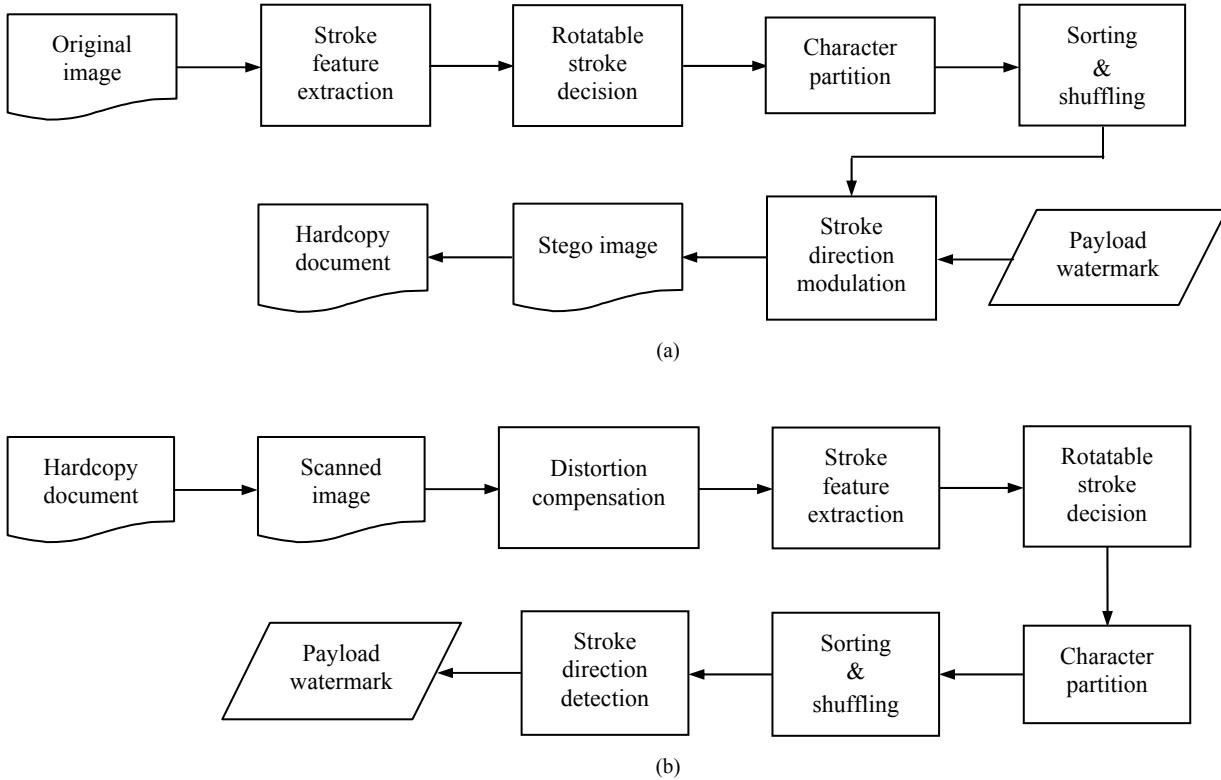 Original
image
Stroke
feature
extraction
Rotatable
stroke
decision
Character
partition
Sorting
&
shuffling
Hardcopy
document
Stego image
Stroke
direction
modulation
Payload
watermark
(a)
Hardcopy
document
Scanned
image
Distortion
compensation
Stroke
feature
extraction
Rotatable
stroke
decision
Payload
watermark
Stroke
direction
detection
Sorting
&
shuffling
Character
partition
(b)